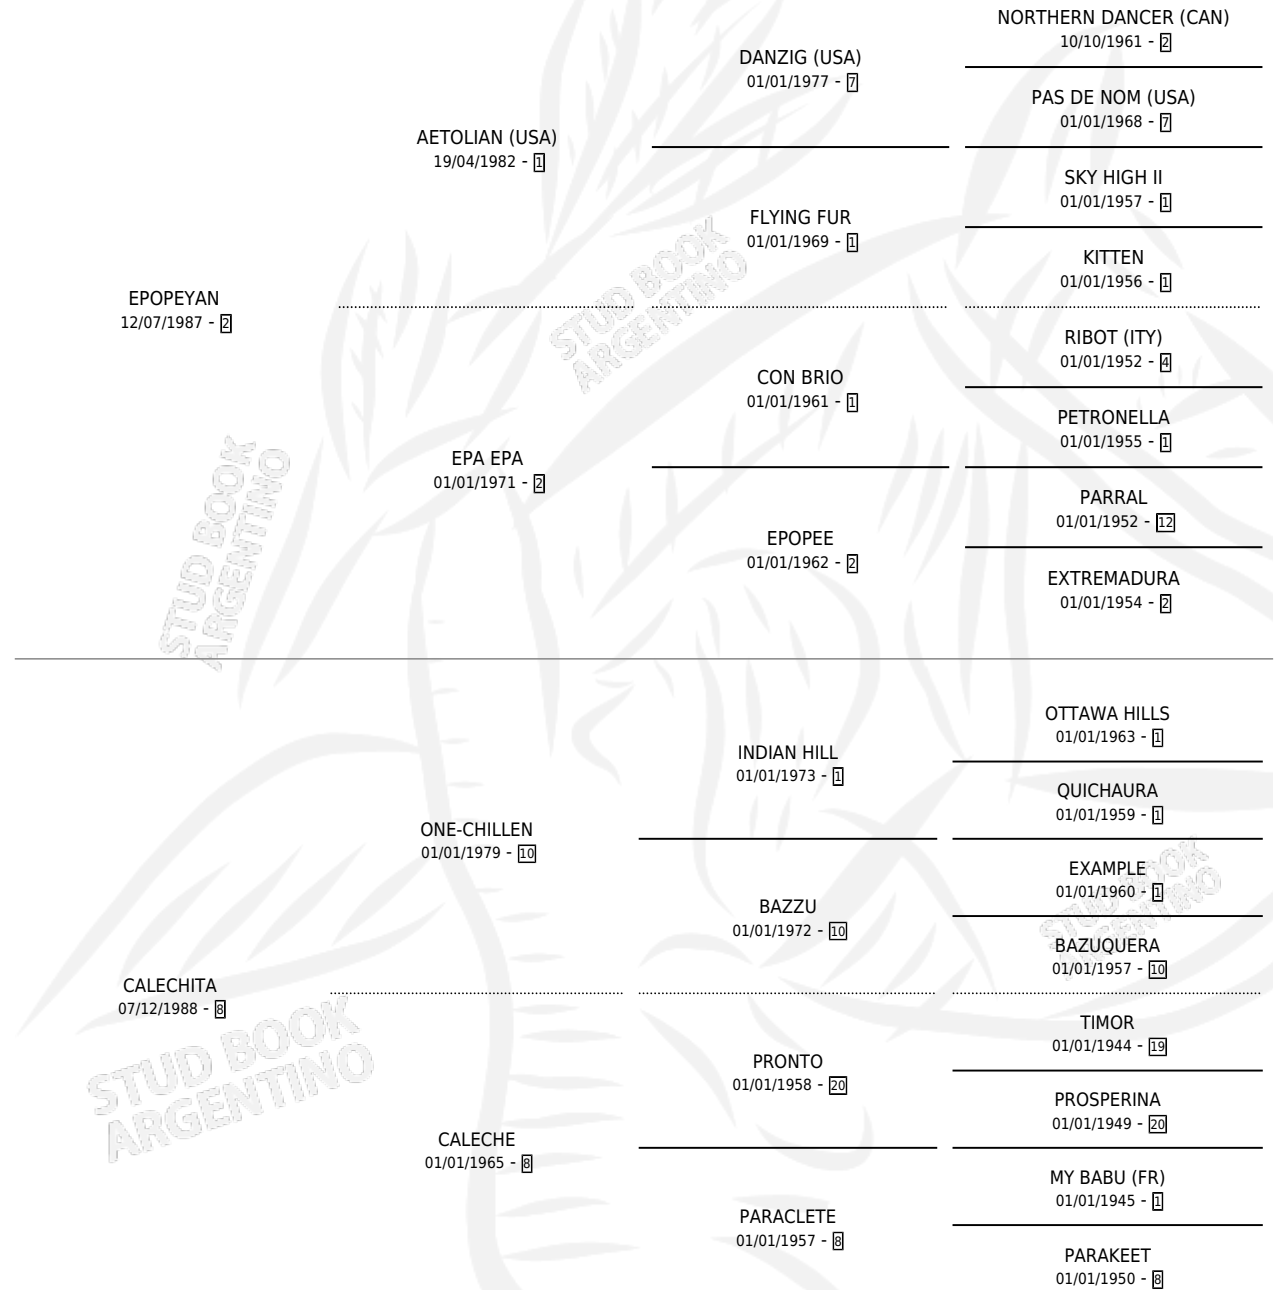 NORTHERN DANCER (CAN)
10/10/1961 - 2
DANZIG (USA)
01/01/1977 - 7
PAS DE NOM (USA)
01/01/1968 - 7
AETOLIAN (USA)
19/04/1982 - 1
SKY HIGH II
01/01/1957 - 1
FLYING FUR
01/01/1969 - 1
KITTEN
01/01/1956 - 1
EPOPEYAN
12/07/1987 - 2
RIBOT (ITY)
01/01/1952 - 4
CON BRIO
01/01/1961 - 1
PETRONELLA
01/01/1955 - 1
EPA EPA
01/01/1971 - 2
PARRAL
01/01/1952 - 12
EPOPEE
01/01/1962 - 2
EXTREMADURA
01/01/1954 - 2
OTTAWA HILLS
01/01/1963 - 1
INDIAN HILL
01/01/1973 - 1
QUICHAURA
01/01/1959 - 1
ONE-CHILLEN
01/01/1979 - 10
EXAMPLE
01/01/1960 - 1
BAZZU
01/01/1972 - 10
BAZUQUERA
01/01/1957 - 10
CALECHITA
07/12/1988 - 8
TIMOR
01/01/1944 - 19
PRONTO
01/01/1958 - 20
PROSPERINA
01/01/1949 - 20
CALECHE
01/01/1965 - 8
MY BABU (FR)
01/01/1945 - 1
PARACLETE
01/01/1957 - 8
PARAKEET
01/01/1950 - 8
STUD BOOK
ARGENTINO
STUD BOOK
ARGENTINO
STUD BOOK
ARGENTINO
STUD BOOK
ARGENTINO